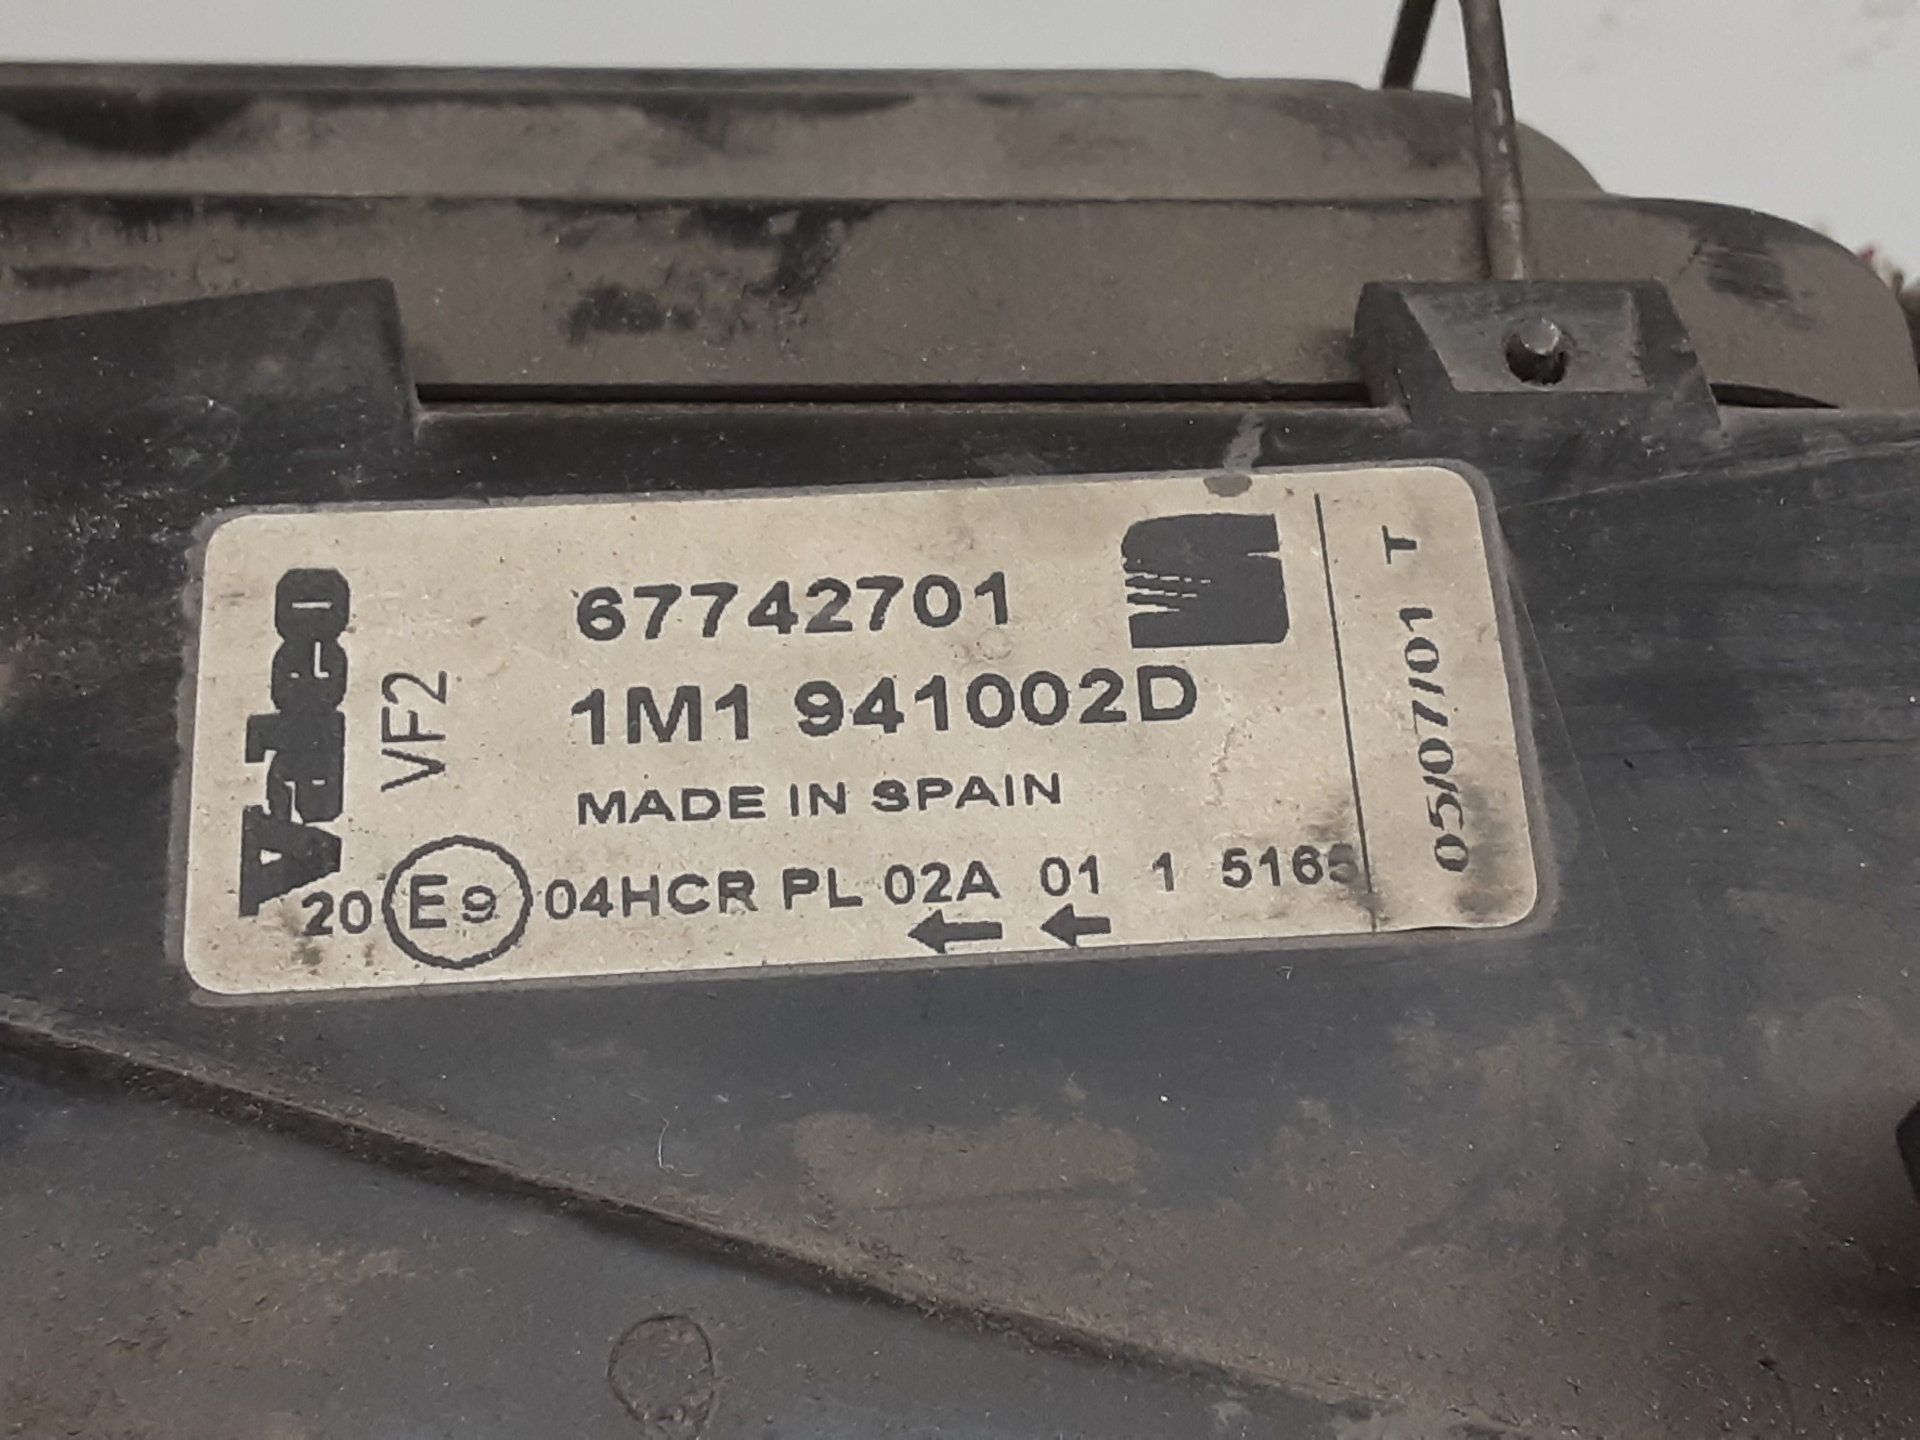 Valeo
VF2
67742701
1M1 941002D
MADE IN SPAIN
20 E9 04HCR PL 02A 01 1 5165
05/07/01 T